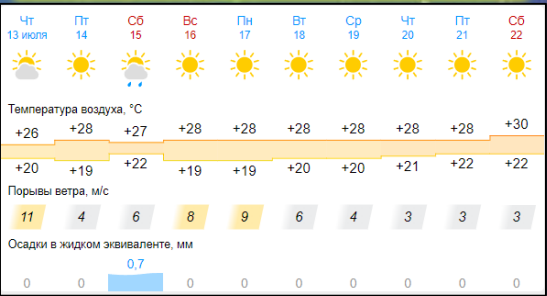 Чт Пт Сб Вс Пн Вт Ср Чт Пт Сб
13 июля 14 15 16 17 18 19 20 21 22
Температура воздуха, °C
+26 +28 +27 +28 +28 +28 +28 +28 +28 +30
+20 +19 +22 +19 +19 +20 +20 +21 +22 +22
Порывы ветра, м/с
11 4 6 8 9 6 4 3 3 3
Осадки в жидком эквиваленте, мм
0 0 0,7 0 0 0 0 0 0 0